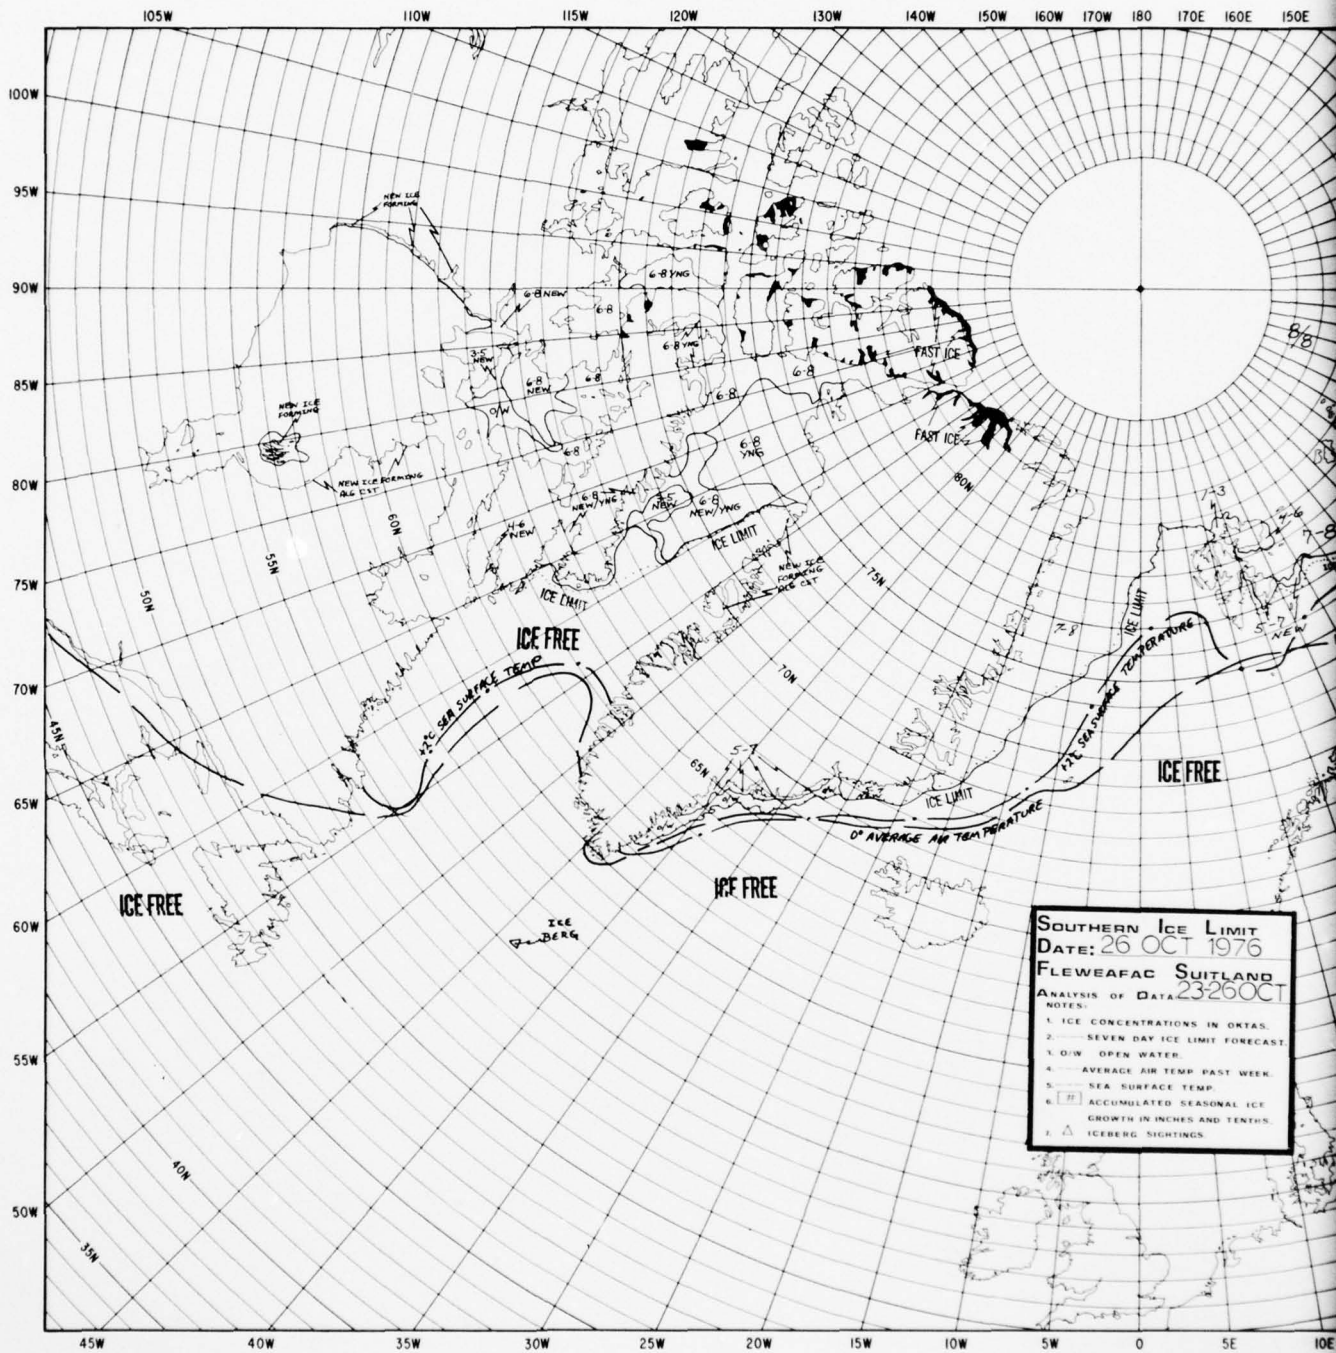 105W 110W 115W 120W 130W 140W 150W 160W 170W 180 170E 160E 150E
100W
95W
90W
85W
80W
75W
70W
65W
60W
55W
50W
NEW ICE
FORMING
6-8 YNG
6-8 NEW
6-8
6-8 YNG
3-5
NEW
6-8
NEW
6-8
O/W
6-8
6-8
6-8
FAST ICE
FAST ICE
8/8
NEW ICE
FORMING
NEW ICE FORMING
ALG CST
6-8
YNG
6-8
NEW/YNG
NEW
6-8
NEW/YNG
4-6
NEW
ICE LIMIT
ICE LIMIT
NEW ICE
FORMING
ALG CST
80N
75N
70N
65N
60N
55N
50N
45N
40N
35N
1-3
4-6
7-8
5-7
NEW
7-8
ICE LIMIT
ICE FREE
+2°C SEA SURFACE TEMP
+2°C SEA SURFACE TEMPERATURE
5-7
ICE LIMIT
0° AVERAGE AIR TEMPERATURE
ICE FREE
ICE FREE
ICE FREE
ICE
BERG
SOUTHERN ICE LIMIT
DATE: 26 OCT 1976
FLEWEAFAC SUITLAND
ANALYSIS OF DATA 23-26 OCT
NOTES:
1. ICE CONCENTRATIONS IN OKTAS.
2. SEVEN DAY ICE LIMIT FORECAST.
3. O/W OPEN WATER.
4. AVERAGE AIR TEMP PAST WEEK.
5. SEA SURFACE TEMP.
6. # ACCUMULATED SEASONAL ICE
GROWTH IN INCHES AND TENTHS.
7. △ ICEBERG SIGHTINGS
45W 40W 35W 30W 25W 20W 15W 10W 5W 0 5E 10E